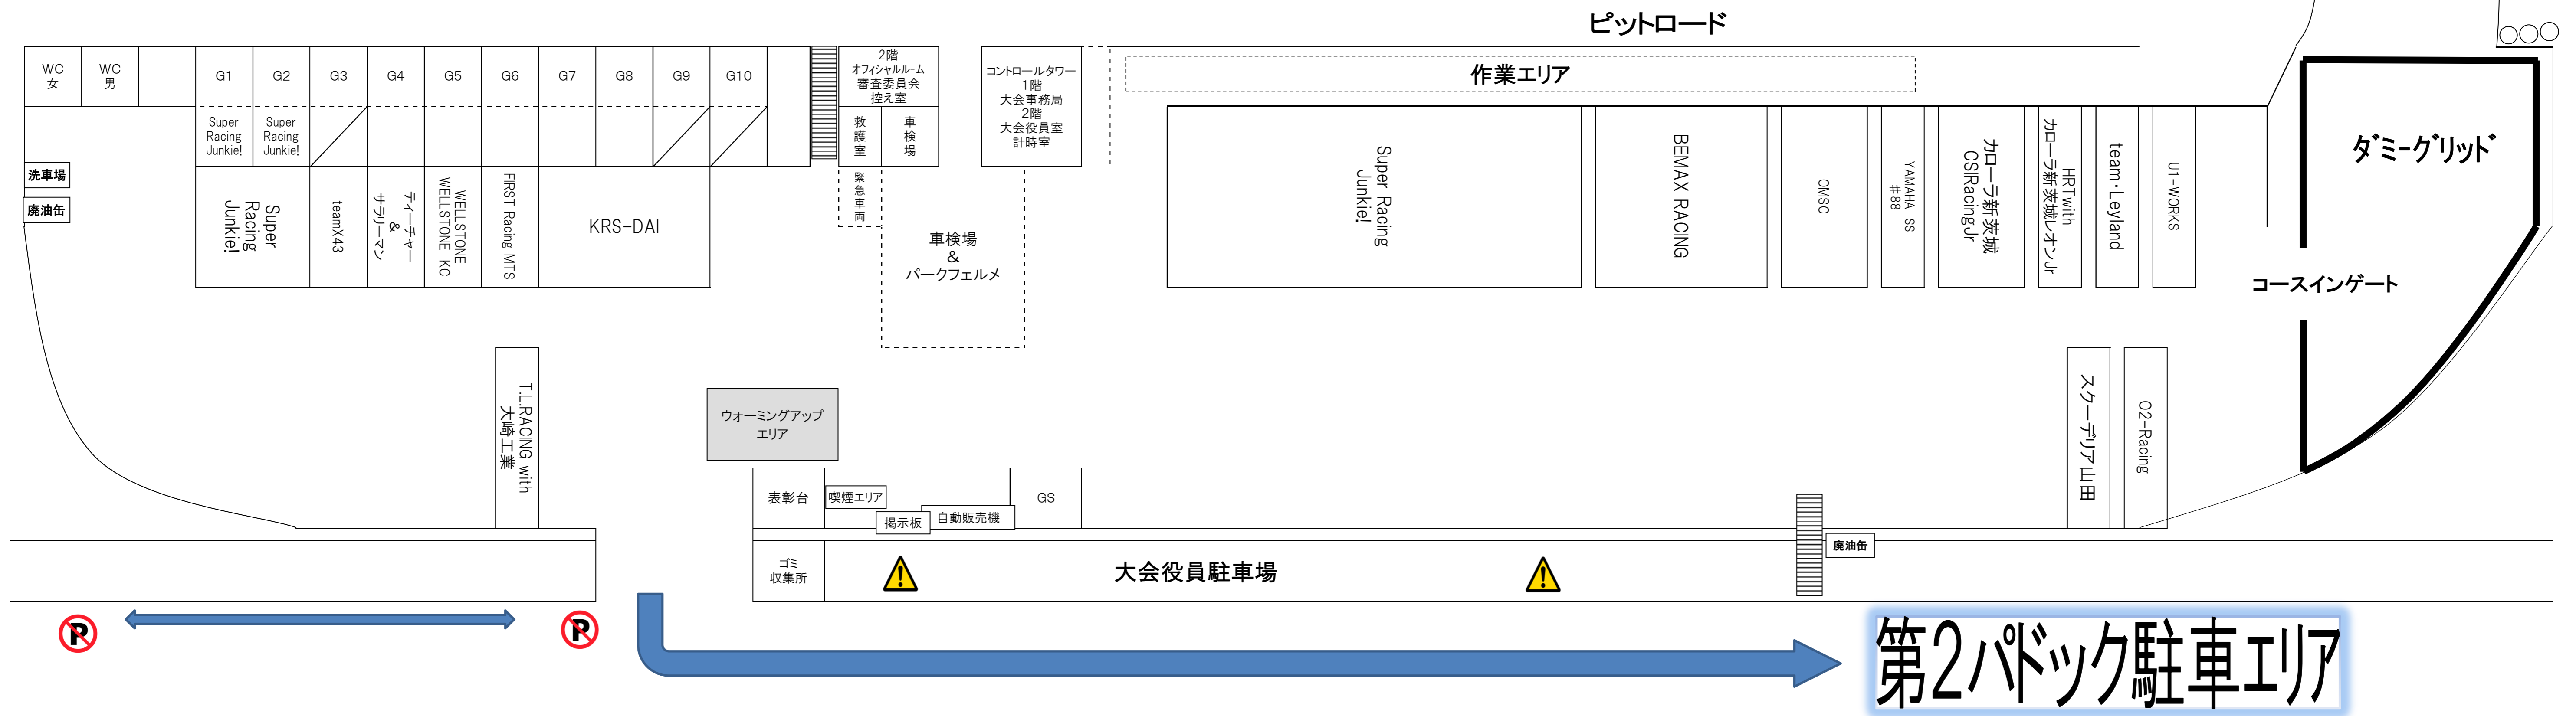 ピットロード
WC
女
WC
男
G1
G2
G3
G4
G5
G6
G7
G8
G9
G10
2階
オフィシャルルーム
審査委員会
控え室
コントロールタワー
1階
大会事務局
2階
大会役員室
計時室
作業エリア
ダミーグリッド
Super
Racing
Junkie!
Super
Racing
Junkie!
救護室
車検場
洗車場
廃油缶
Super
Racing
Junkie!
teamX43
ティーチャー
&
サラリーマン
WELLSTONE
WELLSTONE KC
FIRST Racing MTS
KRS-DAI
緊急車両
車検場
&
パークフェルメ
Super Racing
Junkie!
BEMAX RACING
OMSC
YAMAHA SS
#88
カローラ新茨城
CSIRacingJr
HRTwith
カローラ新茨城レオンJr
team・Leyland
U1-WORKS
コースインゲート
T.L.RACING with
大崎工業
ウォーミングアップ
エリア
スクーデリア山田
O2-Racing
表彰台
喫煙エリア
掲示板
自動販売機
GS
ゴミ
収集所
大会役員駐車場
廃油缶
P
P
第2パドック駐車エリア